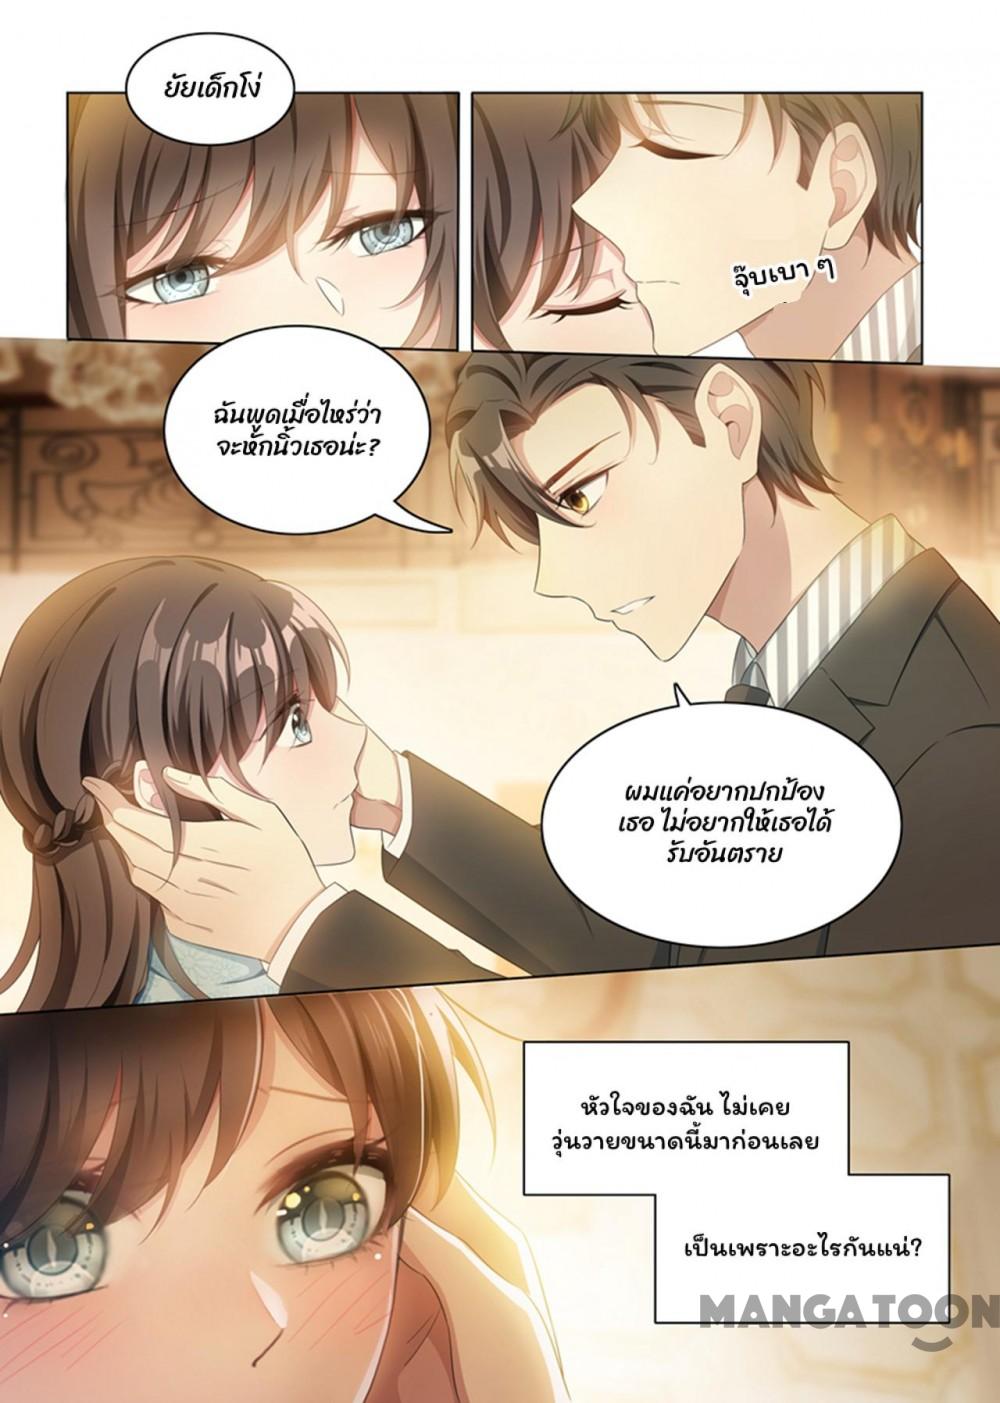 ยัยเด็กโง่
จุ๊บเบา ๆ
ฉันพูดเมื่อไหร่ว่า
จะหักนิ้วเธอน่ะ?
ผมแค่อยากปกป้อง
เธอ ไม่อยากให้เธอได้
รับอันตราย
หัวใจของฉัน ไม่เคย
วุ่นวายขนาดนี้มาก่อนเลย
เป็นเพราะอะไรกันแน่?
MANGATOON